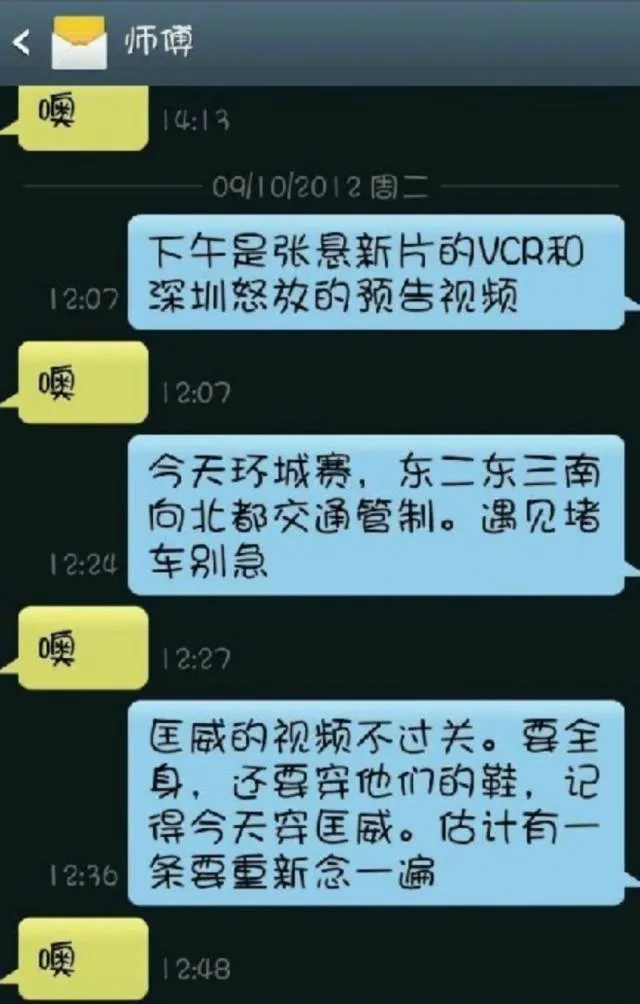 师傅
噢
14:13
09/10/2012 周二
下午是张悬新片的VCR和
深圳怒放的预告视频
12:07
噢
12:07
今天环城赛，东二东三南
向北都交通管制。遇见堵
车别急
12:24
噢
12:27
匡威的视频不过关。要全
身，还要穿他们的鞋，记
得今天穿匡威。估计有一
条要重新念一遍
12:36
噢
12:48